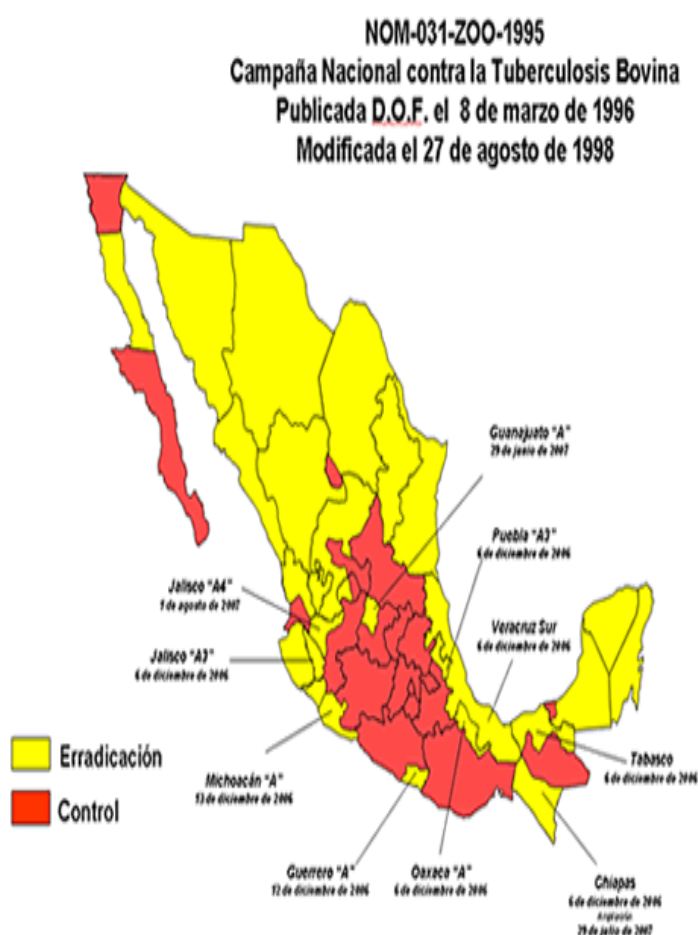 NOM-031-ZOO-1995
Campaña Nacional contra la Tuberculosis Bovina
Publicada D.O.F. el 8 de marzo de 1996
Modificada el 27 de agosto de 1998
Guanajuato "A"
29 de junio de 2007
Puebla "A3"
6 de diciembre de 2006
Jalisco "A4"
1 de agosto de 2007
Veracruz Sur
6 de diciembre de 2006
Jalisco "A3"
6 de diciembre de 2006
Erradicación
Tabasco
6 de diciembre de 2006
Michoacán "A"
13 de diciembre de 2006
Control
Guerrero "A"
12 de diciembre de 2006
Oaxaca "A"
6 de diciembre de 2006
Chiapas
6 de diciembre de 2006
Ampliación
29 de julio de 2007